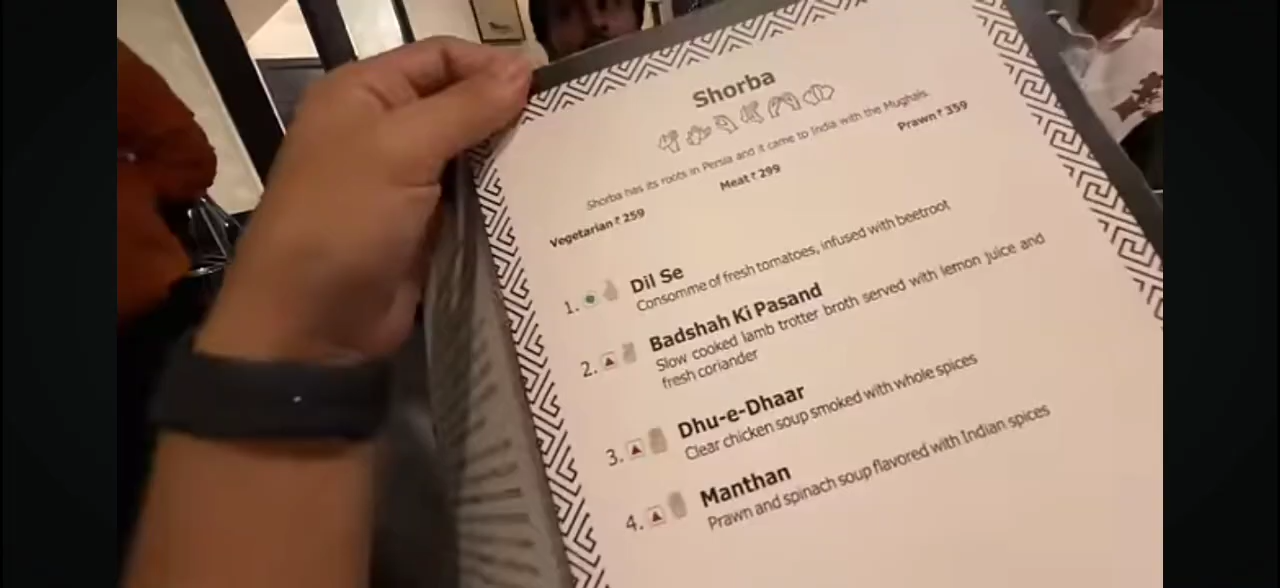 Shorba
Shorba has its roots in Persia and it came to India with the Mughals.
Vegetarian ₹ 259 Meat ₹ 299 Prawn ₹ 359
1. Dil Se
Consomme of fresh tomatoes, infused with beetroot
2. Badshah Ki Pasand
Slow cooked lamb trotter broth served with lemon juice and
fresh coriander
3. Dhu-e-Dhaar
Clear chicken soup smoked with whole spices
4. Manthan
Prawn and spinach soup flavored with Indian spices